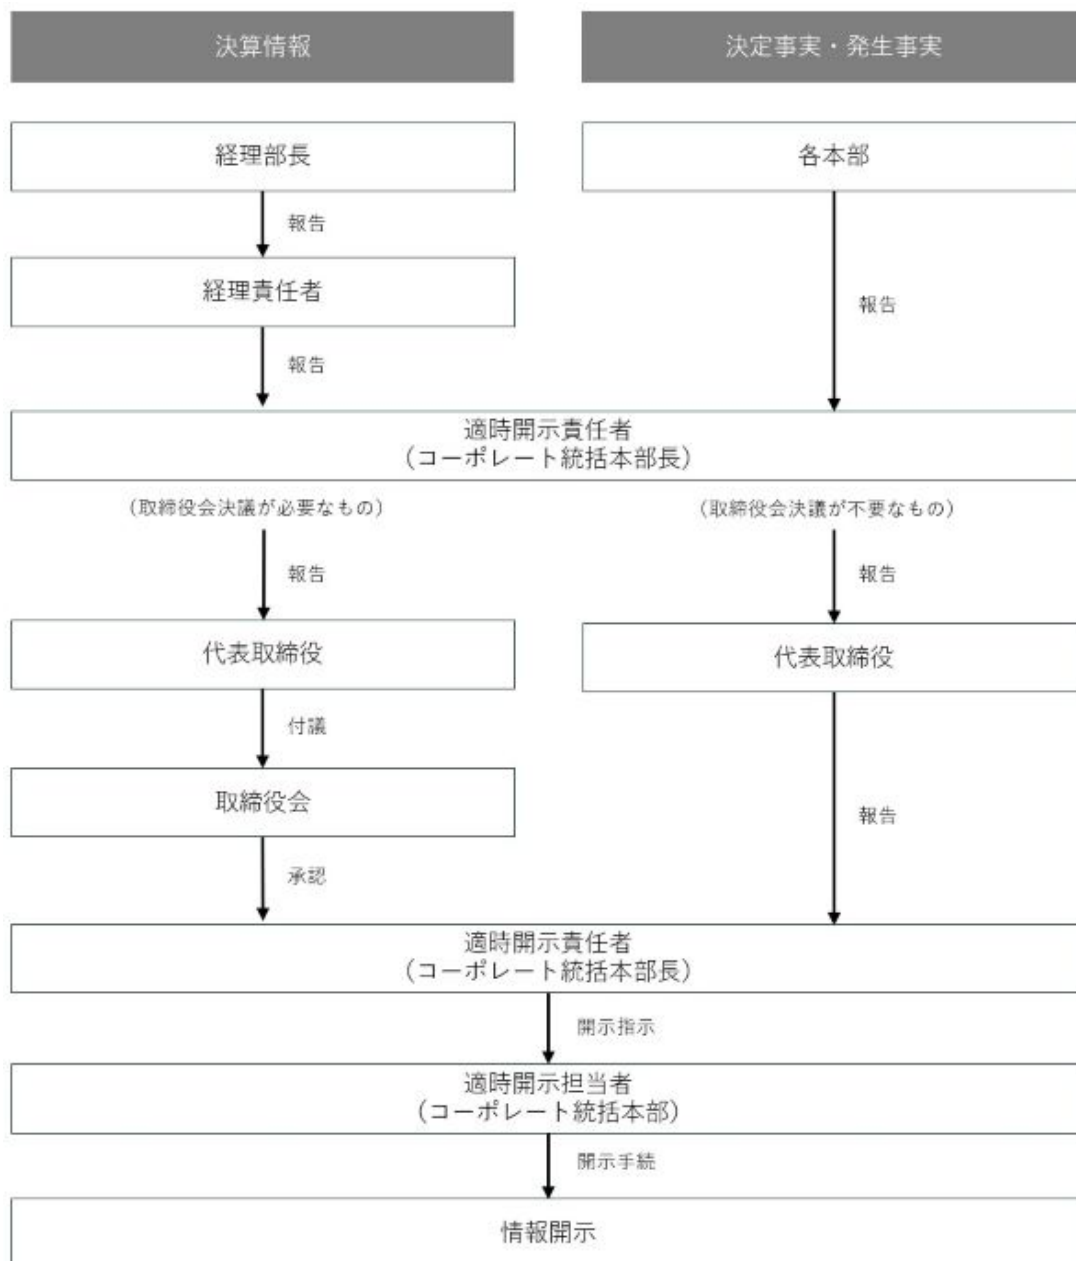 決算情報
決定事実・発生事実
経理部長
各本部
報告
経理責任者
報告
報告
適時開示責任者
（コーポレート統括本部長）
（取締役会決議が必要なもの）
（取締役会決議が不要なもの）
報告
報告
代表取締役
代表取締役
付議
取締役会
報告
承認
適時開示責任者
（コーポレート統括本部長）
開示指示
適時開示担当者
（コーポレート統括本部）
開示手続
情報開示